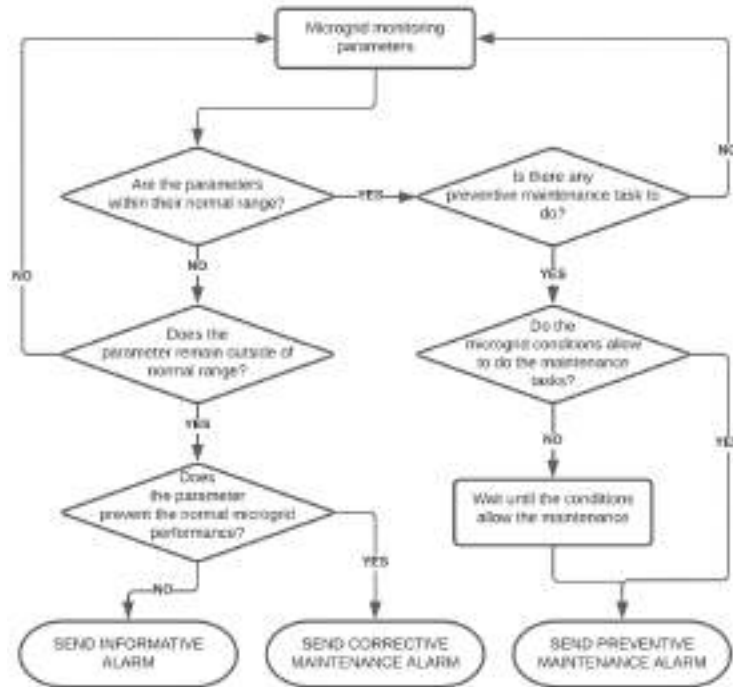 Microgrid monitoring
parameters
Are the parameters
within their normal range?
YES
Is there any
preventive maintenance task to
do?
NO
NO
NO
YES
Does the
parameter remain outside of
normal range?
Do the
microgrid conditions allow
to do the maintenance
tasks?
YES
NO
YES
Does
the parameter
prevent the normal microgrid
performance?
Wait until the conditions
allow the maintenance
YES
NO
SEND INFORMATIVE
ALARM
SEND CORRECTIVE
MAINTENANCE ALARM
SEND PREVENTIVE
MAINTENANCE ALARM